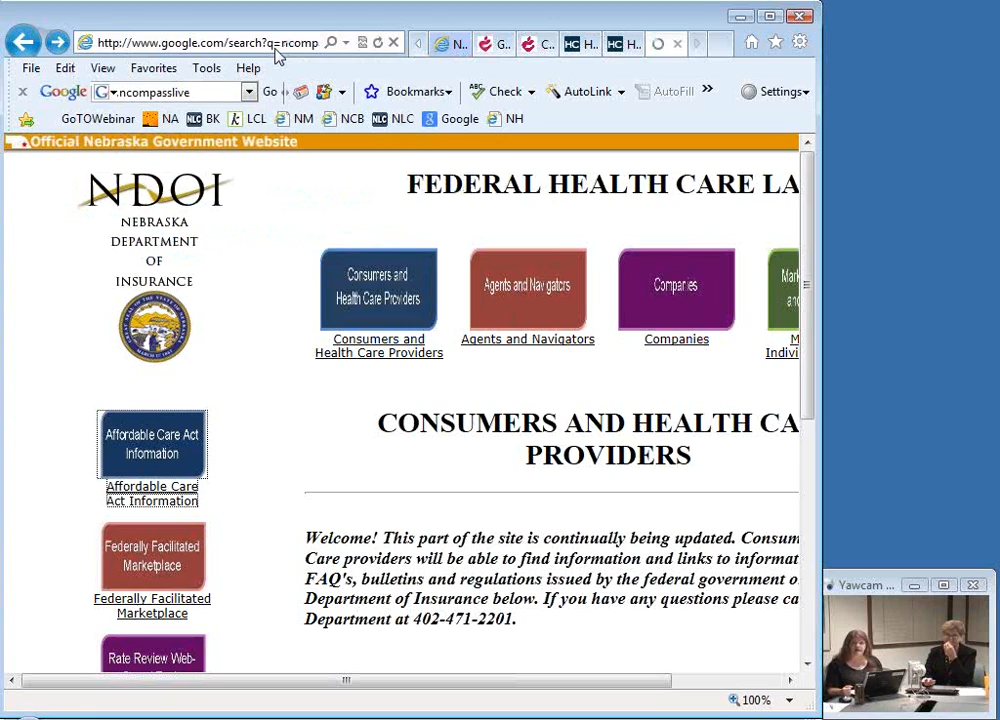 http://www.google.com/search?q=ncomp
N..
G..
C..
H..
H..
File Edit View Favorites Tools Help
Google ncompasslive Go Bookmarks Check AutoLink AutoFill » Settings
GoTOWebinar NA BK LCL NM NCB NLC Google NH
Official Nebraska Government Website
NDOI
NEBRASKA
DEPARTMENT
OF
INSURANCE
FEDERAL HEALTH CARE LA
Consumers and
Health Care Providers
Agents and Navigators
Companies
Mark
and
Consumers and
Health Care Providers
Agents and Navigators
Companies
M
Indivi
CONSUMERS AND HEALTH CA
PROVIDERS
Affordable Care Act
Information
Affordable Care
Act Information
Federally Facilitated
Marketplace
Federally Facilitated
Marketplace
Rate Review Web-
Welcome! This part of the site is continually being updated. Consum
Care providers will be able to find information and links to informat
FAQ's, bulletins and regulations issued by the federal government o
Department of Insurance below. If you have any questions please ca
Department at 402-471-2201.
100%
Yawcam ...